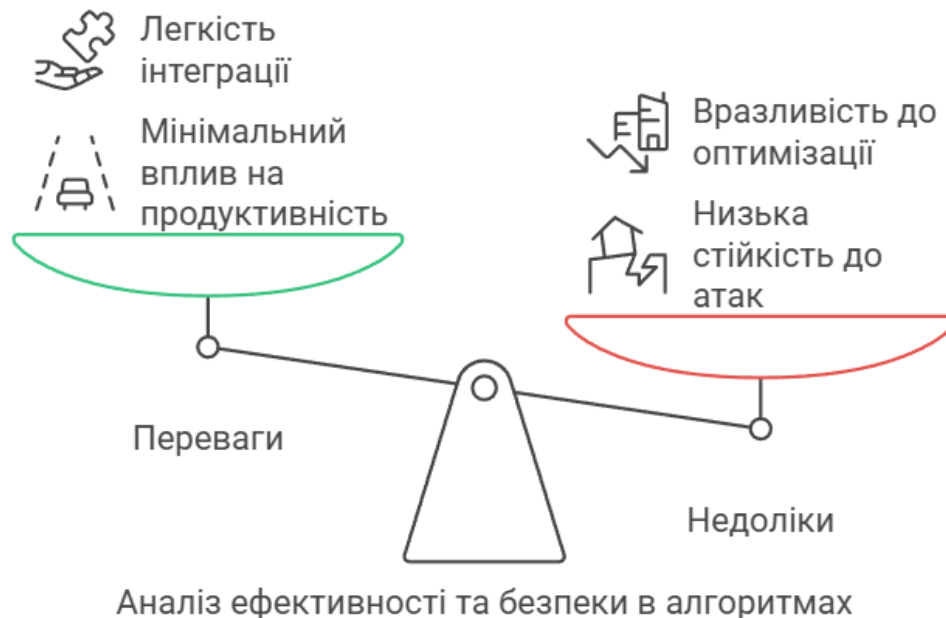 Легкість
інтеграції
Мінімальний
вплив на
продуктивність
Вразливість до
оптимізації
Низька
стійкість до
атак
Переваги
Недоліки
Аналіз ефективності та безпеки в алгоритмах